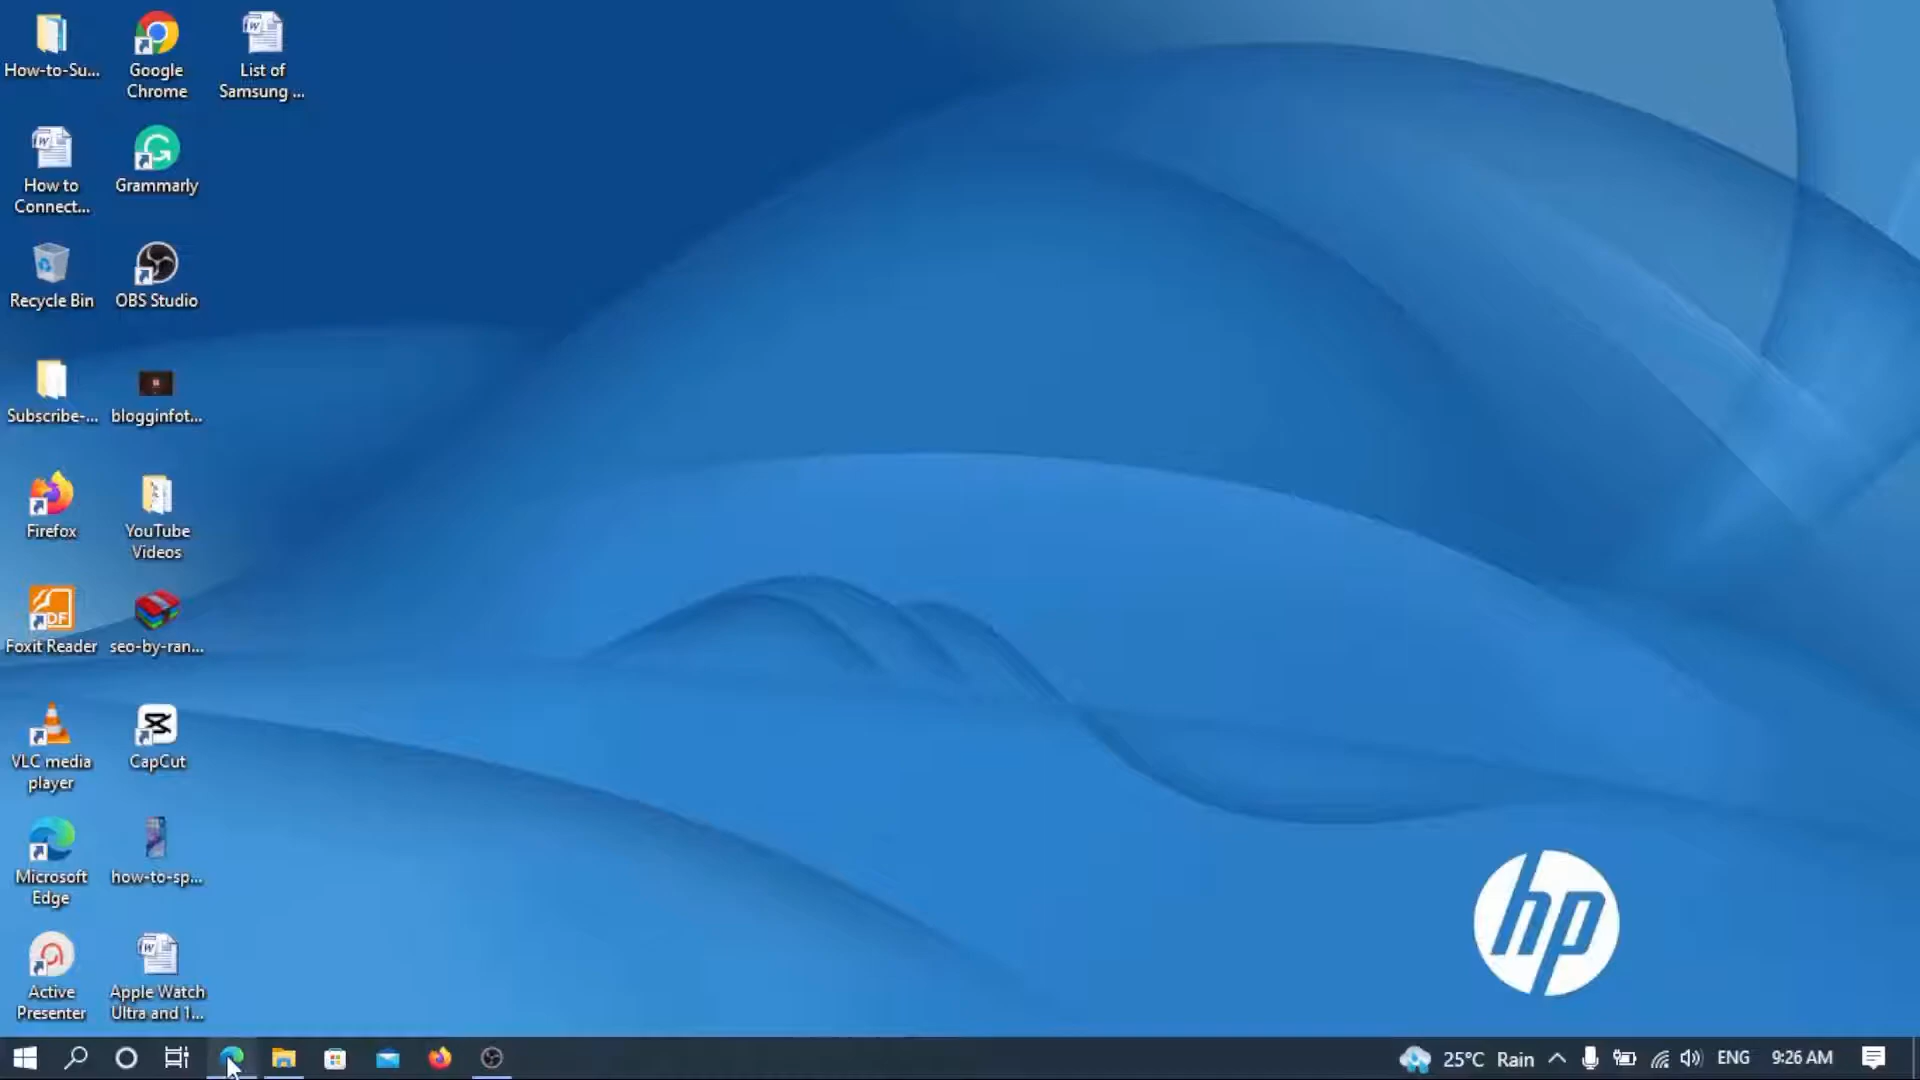 How-to-Su...
Google
Chrome
List of
Samsung ...
How to
Connect...
Grammarly
Recycle Bin
OBS Studio
Subscribe-...
blogginfot...
Firefox
YouTube
Videos
Foxit Reader
seo-by-ran...
VLC media
player
CapCut
Microsoft
Edge
how-to-sp...
Active
Presenter
Apple Watch
Ultra and 1...
hp
25°C Rain
ENG
9:26 AM